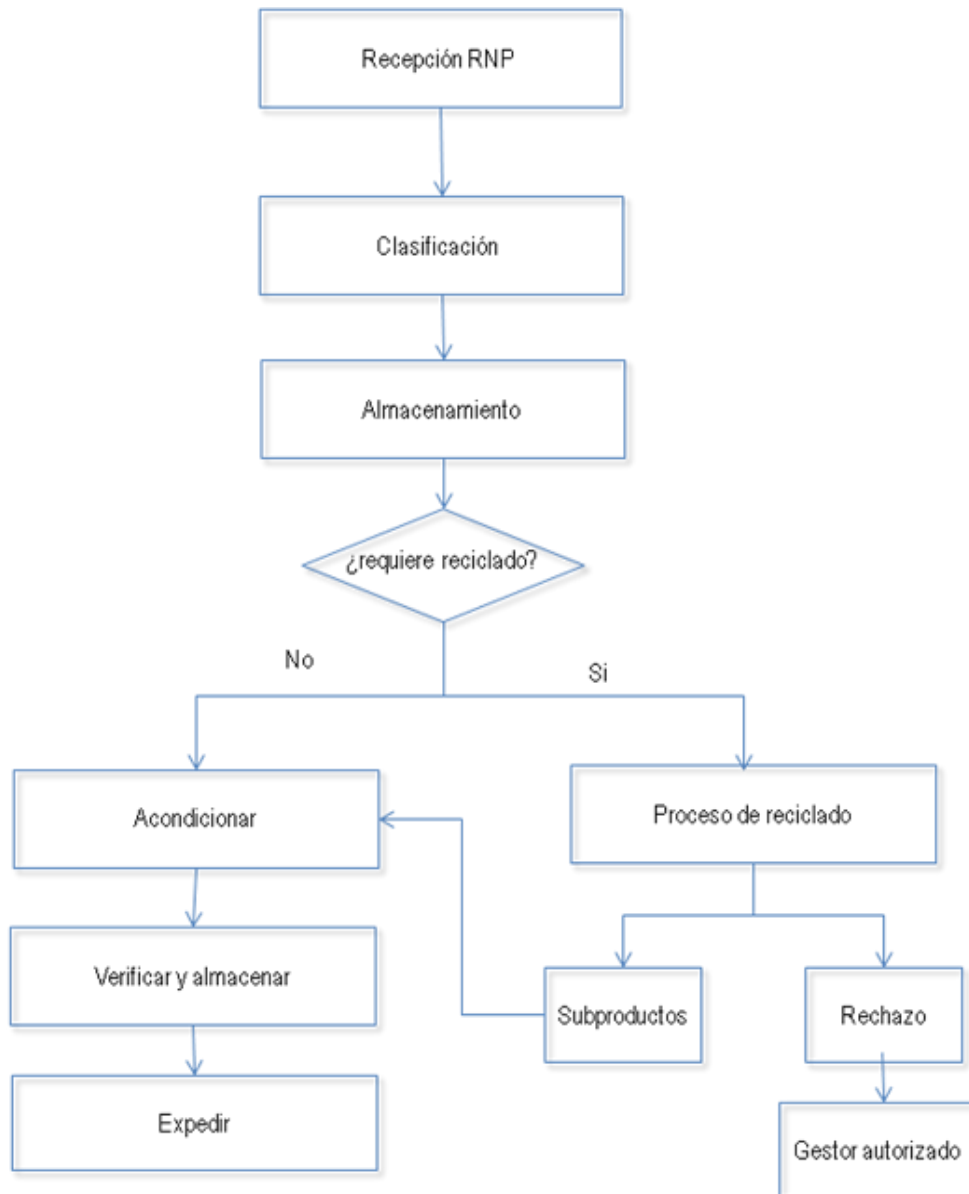 Recepción RNP
Clasificación
Almacenamiento
¿requiere reciclado?
No
Si
Acondicionar
Proceso de reciclado
Verificar y almacenar
Subproductos
Rechazo
Expedir
Gestor autorizado